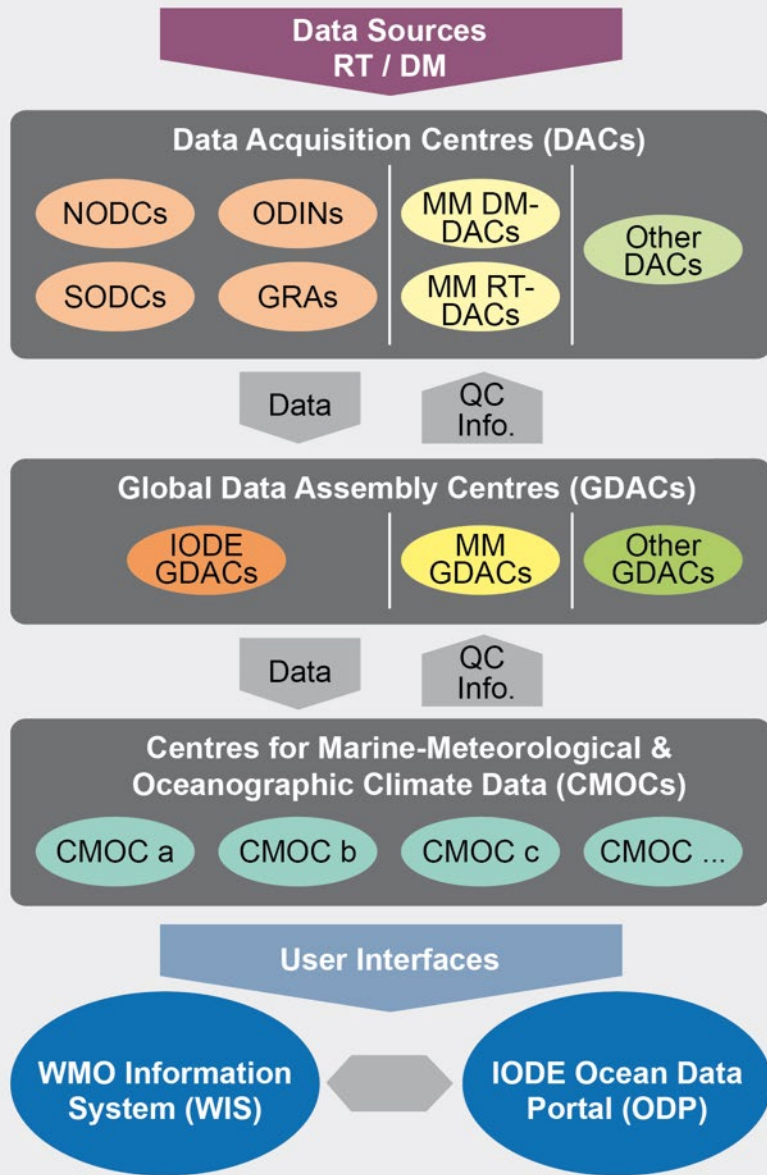 Data Sources
RT / DM
Data Acquisition Centres (DACs)
NODCs
ODINs
MM DM-
DACs
Other
DACs
SODCs
GRAs
MM RT-
DACs
Data
QC
Info.
Global Data Assembly Centres (GDACs)
IODE
GDACs
MM
GDACs
Other
GDACs
Data
QC
Info.
Centres for Marine-Meteorological &
Oceanographic Climate Data (CMOCs)
CMOC a
CMOC b
CMOC c
CMOC ...
User Interfaces
WMO Information
System (WIS)
IODE Ocean Data
Portal (ODP)